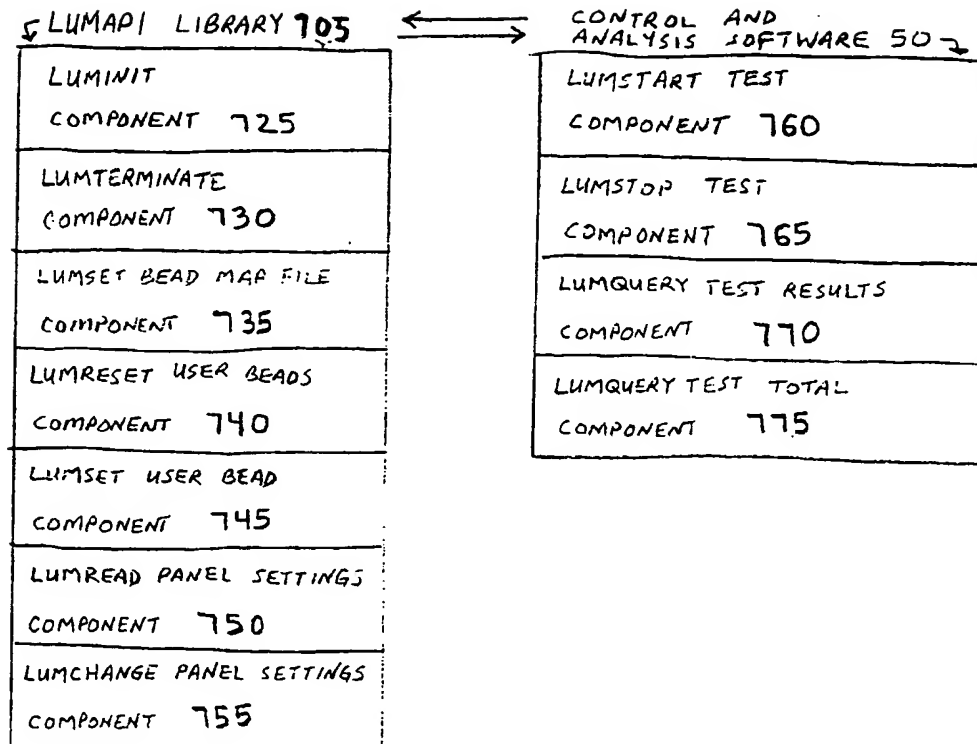 LUMAPI LIBRARY 705
LUMINIT
COMPONENT 725
LUMTERMINATE
COMPONENT 730
LUMSET BEAD MAP FILE
COMPONENT 735
LUMRESET USER BEADS
COMPONENT 740
LUMSET USER BEAD
COMPONENT 745
LUMREAD PANEL SETTINGS
COMPONENT 750
LUMCHANGE PANEL SETTINGS
COMPONENT 755
CONTROL AND
ANALYSIS SOFTWARE 50
LUMSTART TEST
COMPONENT 760
LUMSTOP TEST
COMPONENT 765
LUMQUERY TEST RESULTS
COMPONENT 770
LUMQUERY TEST TOTAL
COMPONENT 775